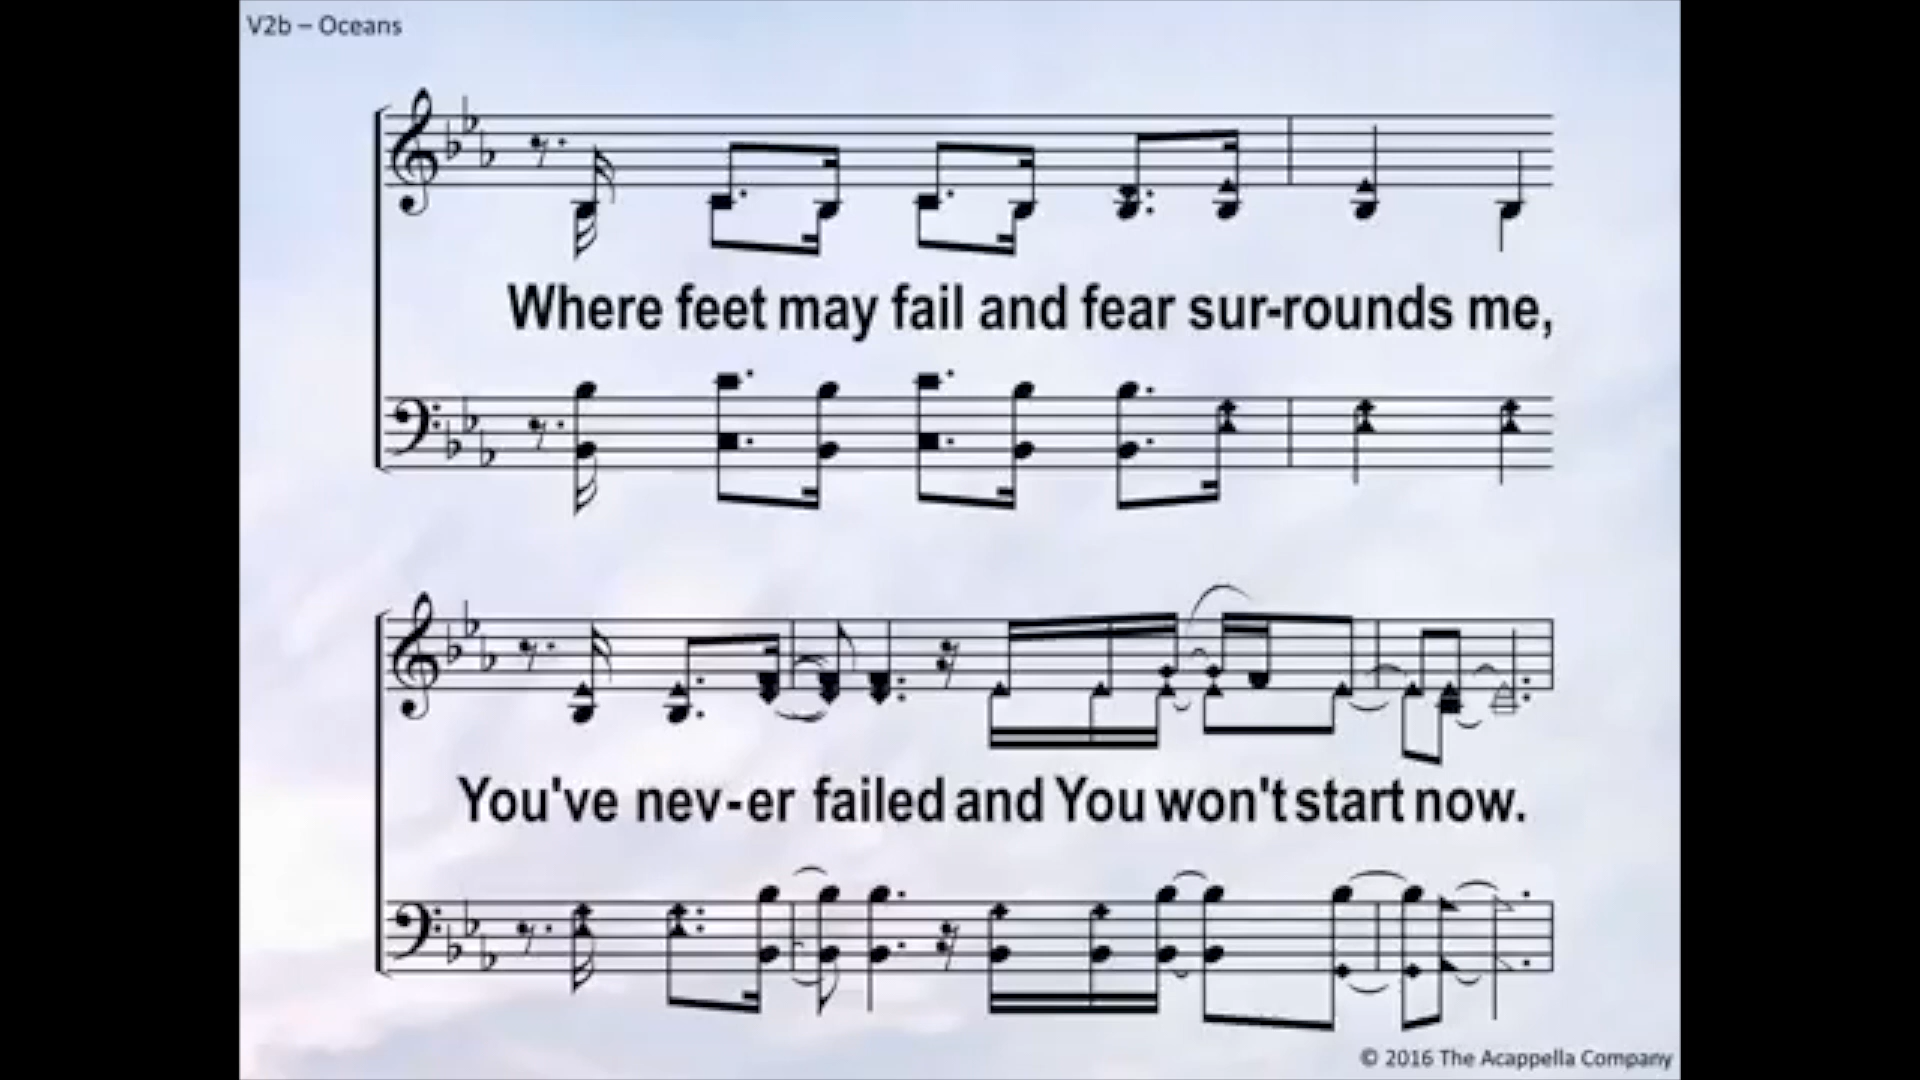 V2b – Oceans
Where feet may fail and fear sur-rounds me,
You've nev-er failed and You won't start now.
© 2016 The Acappella Company